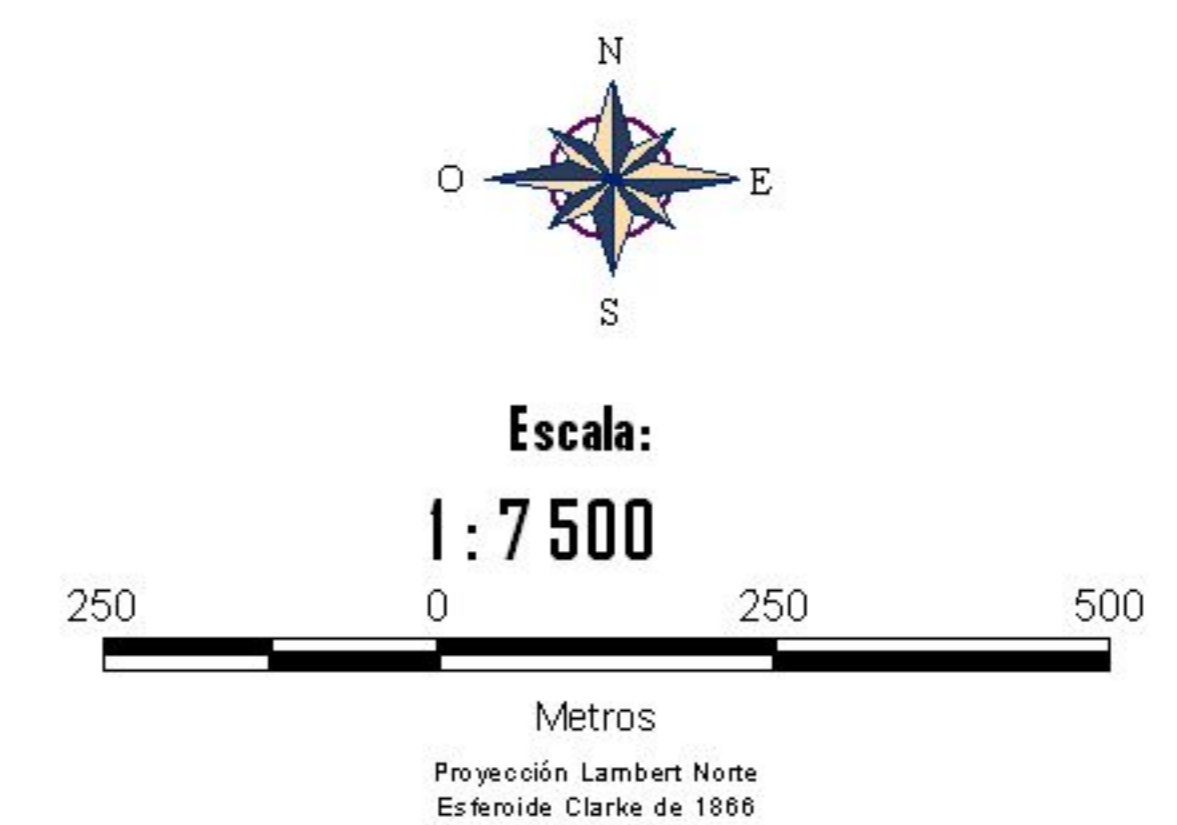 N
O E
S
Escala:
1:7 500
250 0 250 500
Metros
Proyección Lambert Norte
Esferoide Clarke de 1866